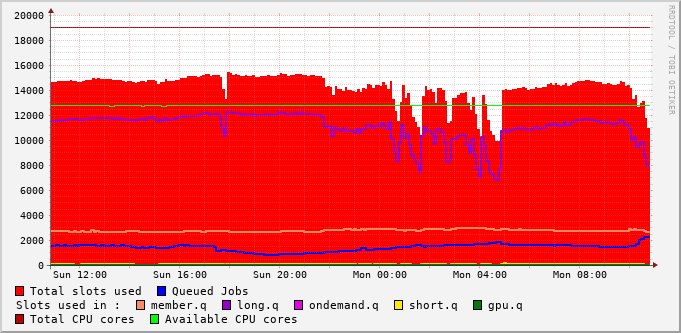 20000
18000
16000
14000
12000
10000
8000
6000
4000
2000
0
Sun 12:00 Sun 16:00 Sun 20:00 Mon 00:00 Mon 04:00 Mon 08:00
Total slots used Queued Jobs
Slots used in : member.q long.q ondemand.q short.q gpu.q
Total CPU cores Available CPU cores
RRDTOOL / TOBI OETIKER